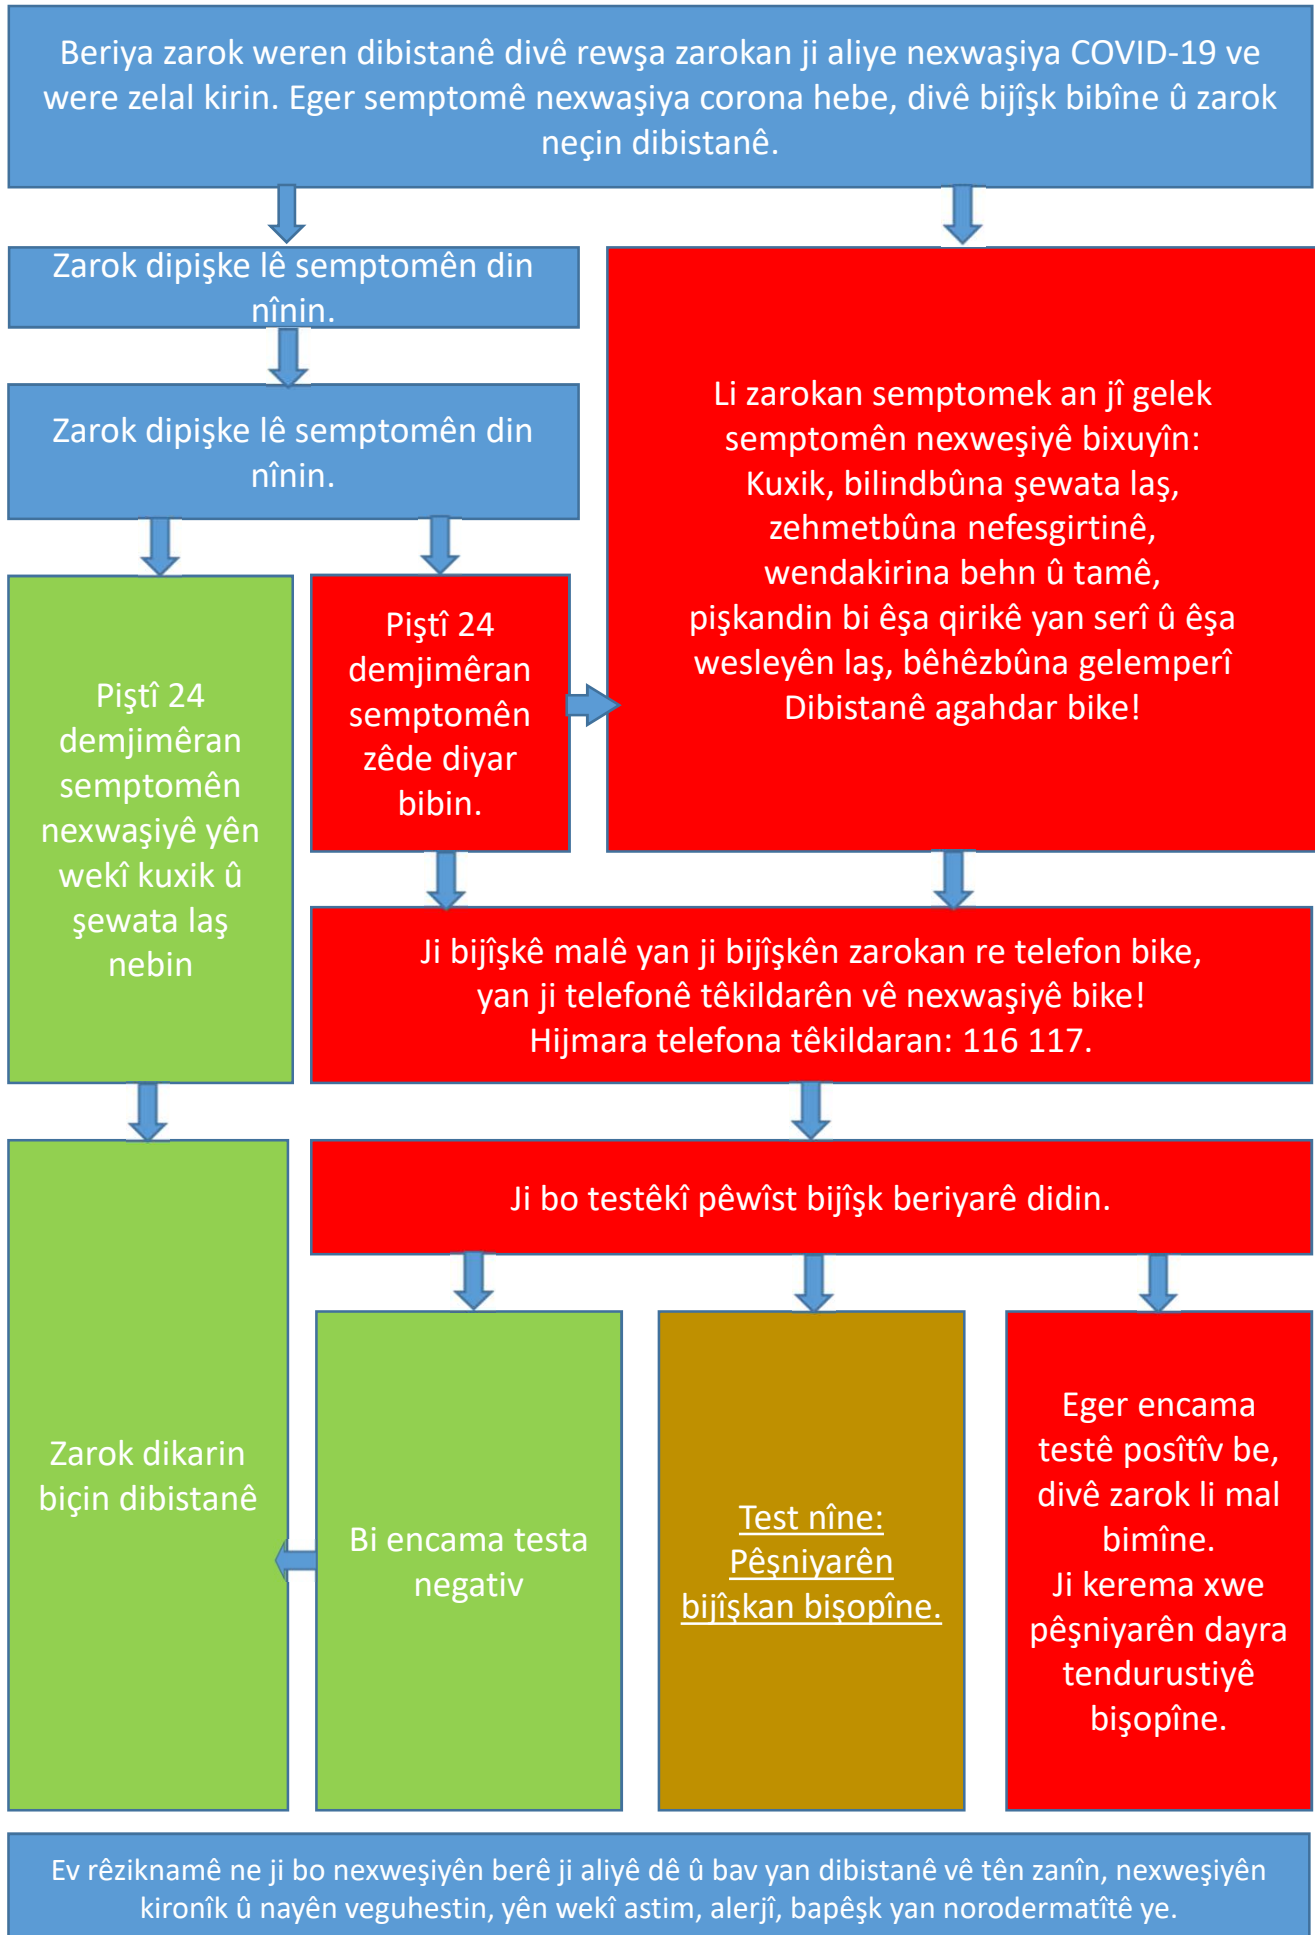 Beriya zarok weren dibistanê divê rewşa zarokan ji aliye nexwaşiya COVID-19 ve
were zelal kirin. Eger semptomê nexwaşiya corona hebe, divê bijîşk bibîne û zarok
neçin dibistanê.
Zarok dipişke lê semptomên din
nînin.
Zarok dipişke lê semptomên din
nînin.
Li zarokan semptomek an jî gelek
semptomên nexweşiyê bixuyîn:
Kuxik, bilindbûna şewata laş,
zehmetbûna nefesgirtinê,
wendakirina behn û tamê,
pişkandin bi êşa qirikê yan serî û êşa
wesleyên laş, bêhêzbûna gelemperî
Dibistanê agahdar bike!
Piştî 24
demjimêran
semptomên
nexwaşiyê yên
wekî kuxik û
şewata laş
nebin
Piştî 24
demjimêran
semptomên
zêde diyar
bibin.
Ji bijîşkê malê yan ji bijîşkên zarokan re telefon bike,
yan ji telefonê têkildarên vê nexwaşiyê bike!
Hijmara telefona têkildaran: 116 117.
Ji bo testêkî pêwîst bijîşk beriyarê didin.
Zarok dikarin
biçin dibistanê
Bi encama testa
negativ
Test nîne:
Pêşniyarên
bijîşkan bişopîne.
Eger encama
testê posîtîv be,
divê zarok li mal
bimîne.
Ji kerema xwe
pêşniyarên dayra
tendurustiyê
bişopîne.
Ev rêziknamê ne ji bo nexweşiyên berê ji aliyê dê û bav yan dibistanê vê tên zanîn, nexweşiyên
kironîk û nayên veguhestin, yên wekî astim, alerjî, bapêşk yan norodermatîtê ye.